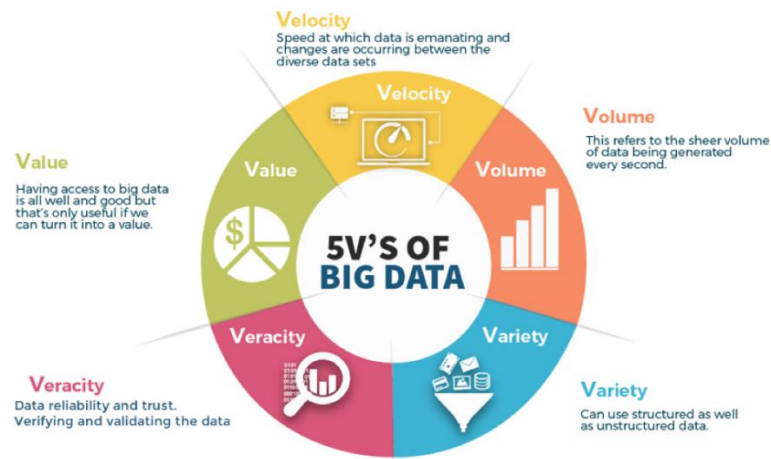 Velocity
Speed at which data is emanating and
changes are occurring between the
diverse data sets
Velocity
Volume
This refers to the sheer volume
of data being generated
every second.
Volume
Value
Having access to big data
is all well and good but
that's only useful if we
can turn it into a value.
Value
$
5V'S OF
BIG DATA
Veracity
Variety
Veracity
Data reliability and trust.
Verifying and validating the data
Variety
Can use structured as well
as unstructured data.